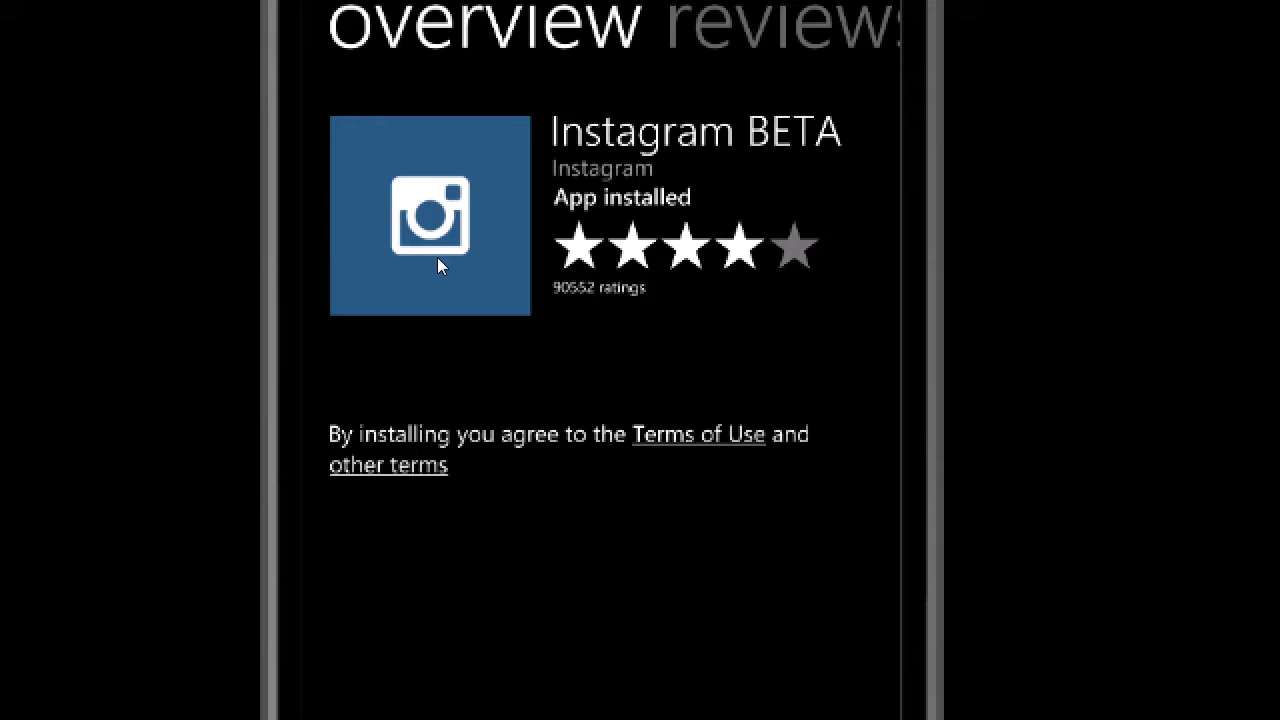 overview reviews
Instagram BETA
Instagram
App installed
90552 ratings
By installing you agree to the Terms of Use and
other terms